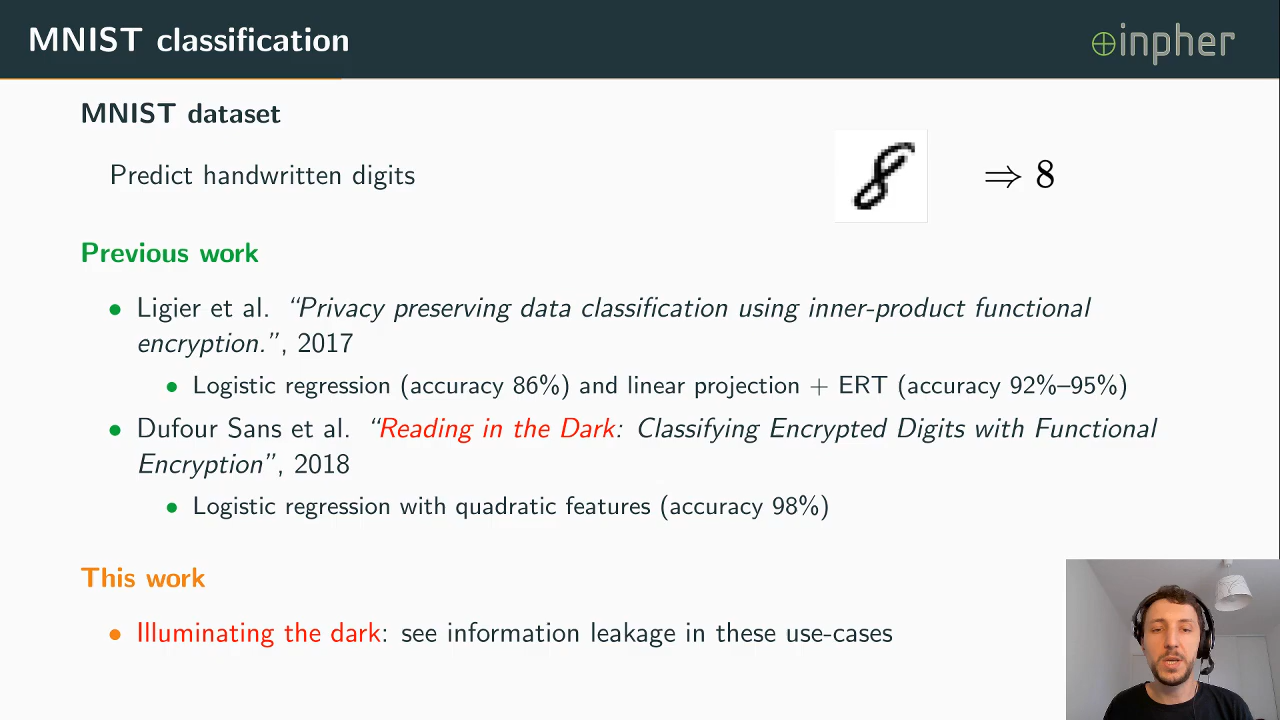 MNIST classification
inpher
MNIST dataset
Predict handwritten digits
⇒ 8
Previous work
• Ligier et al. “Privacy preserving data classification using inner-product functional
encryption.”, 2017
• Logistic regression (accuracy 86%) and linear projection + ERT (accuracy 92%–95%)
• Dufour Sans et al. “Reading in the Dark: Classifying Encrypted Digits with Functional
Encryption”, 2018
• Logistic regression with quadratic features (accuracy 98%)
This work
• Illuminating the dark: see information leakage in these use-cases
8